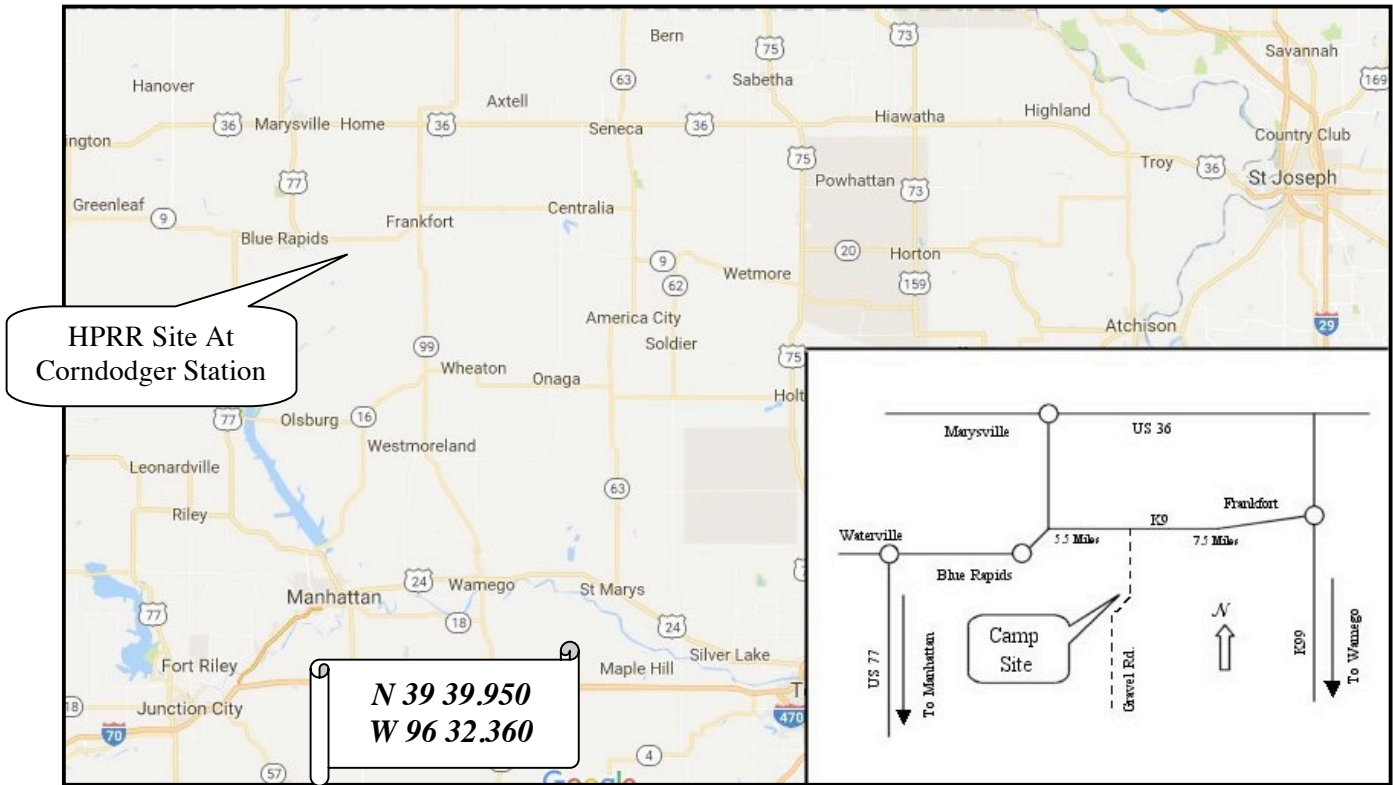 Bern
73
75
Savannah
Hanover
63
Sabetha
169
Axtell
Highland
Hiawatha
36
Marysville Home
36
Seneca
36
ington
Country Club
75
Troy
36
77
Powhattan
73
St Joseph
Greenleaf
9
Centralia
Frankfort
Blue Rapids
20
Horton
9
Wetmore
62
159
America City
Atchison
29
HPRR Site At
Corndodger Station
Soldier
99
75
Wheaton
Onaga
Holt
77
Olsburg
16
Westmoreland
Leonardville
63
Riley
24
Wamego
St Marys
Manhattan
77
18
24
Silver Lake
Fort Riley
Maple Hill
N 39 39.950
W 96 32.360
T
18
Junction City
470
70
4
57
Google
Marysville
US 36
Frankfort
K9
Waterville
5.5 Miles
7.5 Miles
Blue Rapids
Camp
Site
N
US 77
To Manhattan
Gravel Rd.
K99
To Wamego